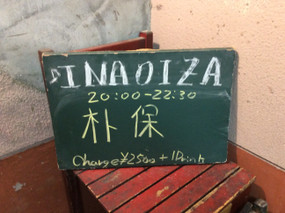 INAOIZA
20:00-22:30
朴保
Charge ¥2500+1Drink